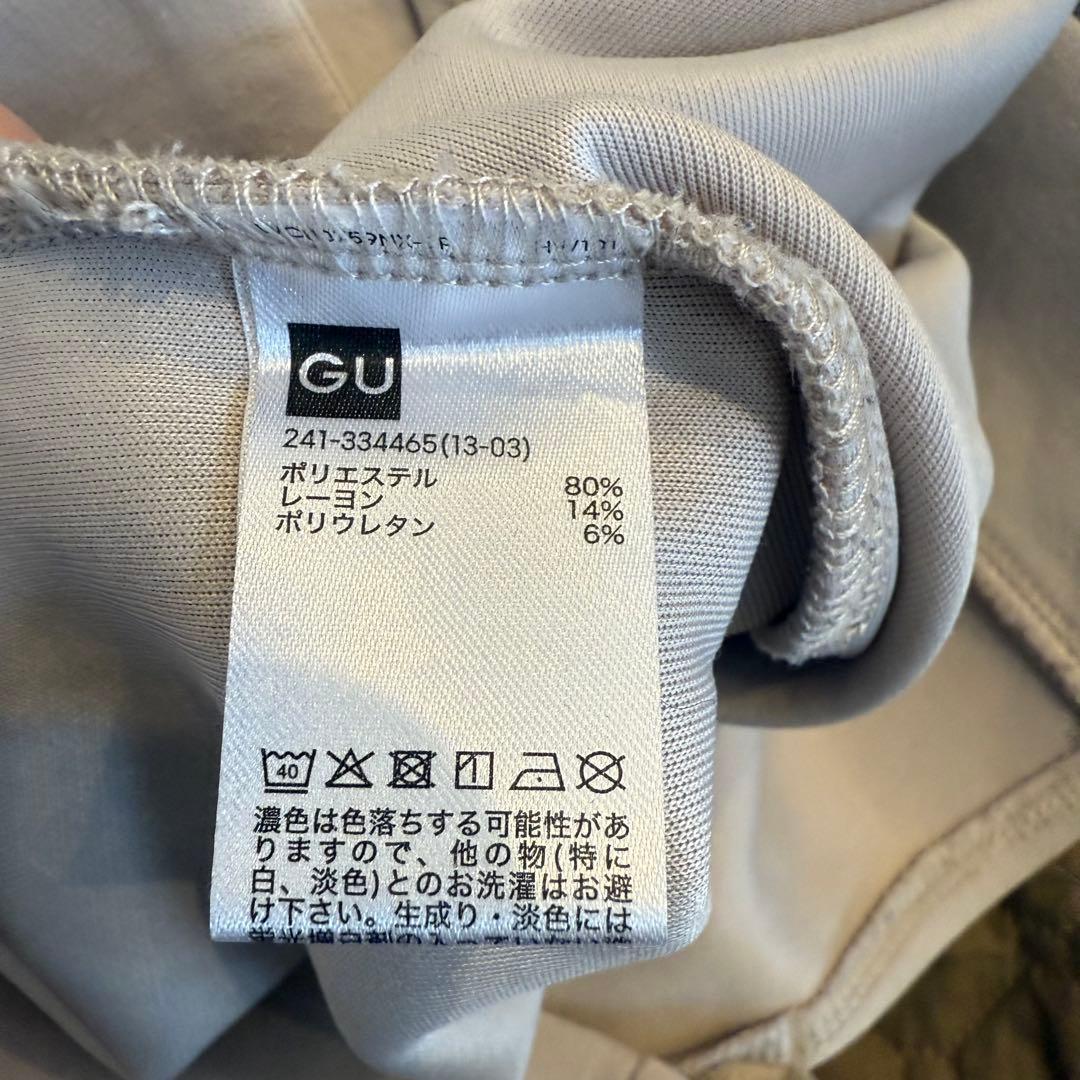 GU
241-334465(13-03)
ポリエステル 80%
レーヨン 14%
ポリウレタン 6%
40
濃色は色落ちする可能性があ
りますので、他の物(特に
白、淡色)とのお洗濯はお避
け下さい。生成り・淡色には